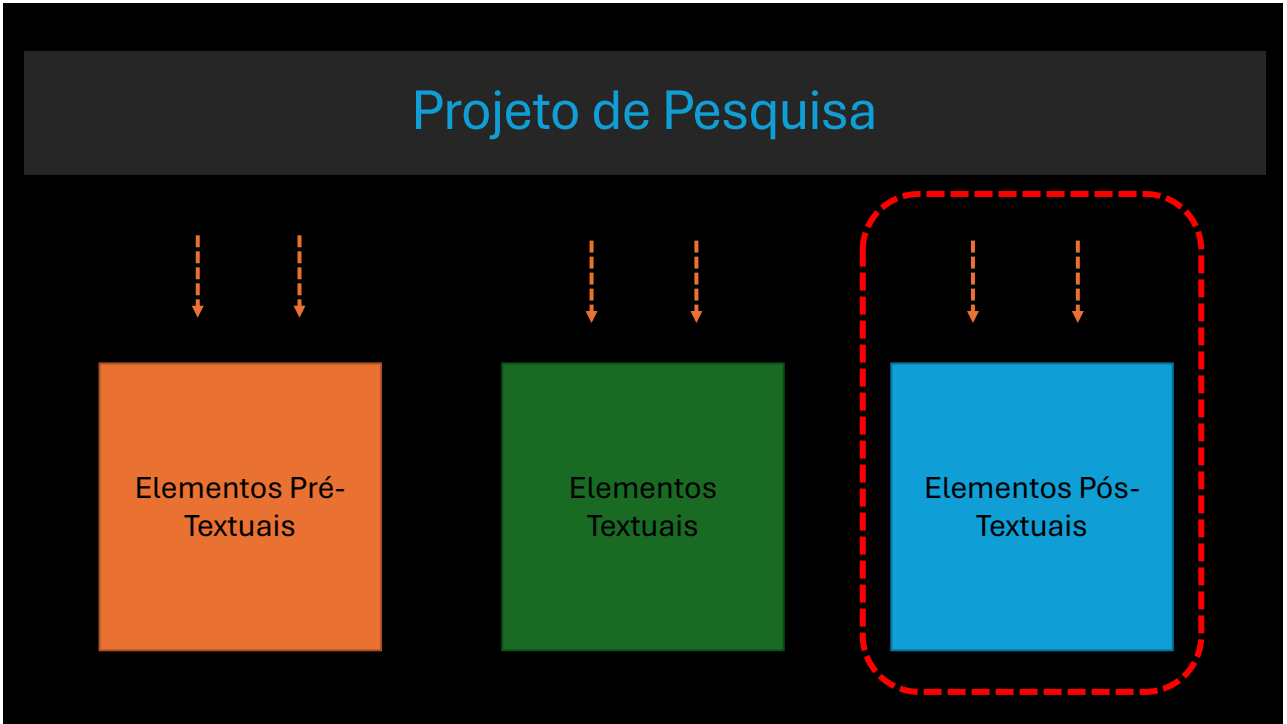 Projeto de Pesquisa
Elementos Pré-
Textuais
Elementos
Textuais
Elementos Pós-
Textuais